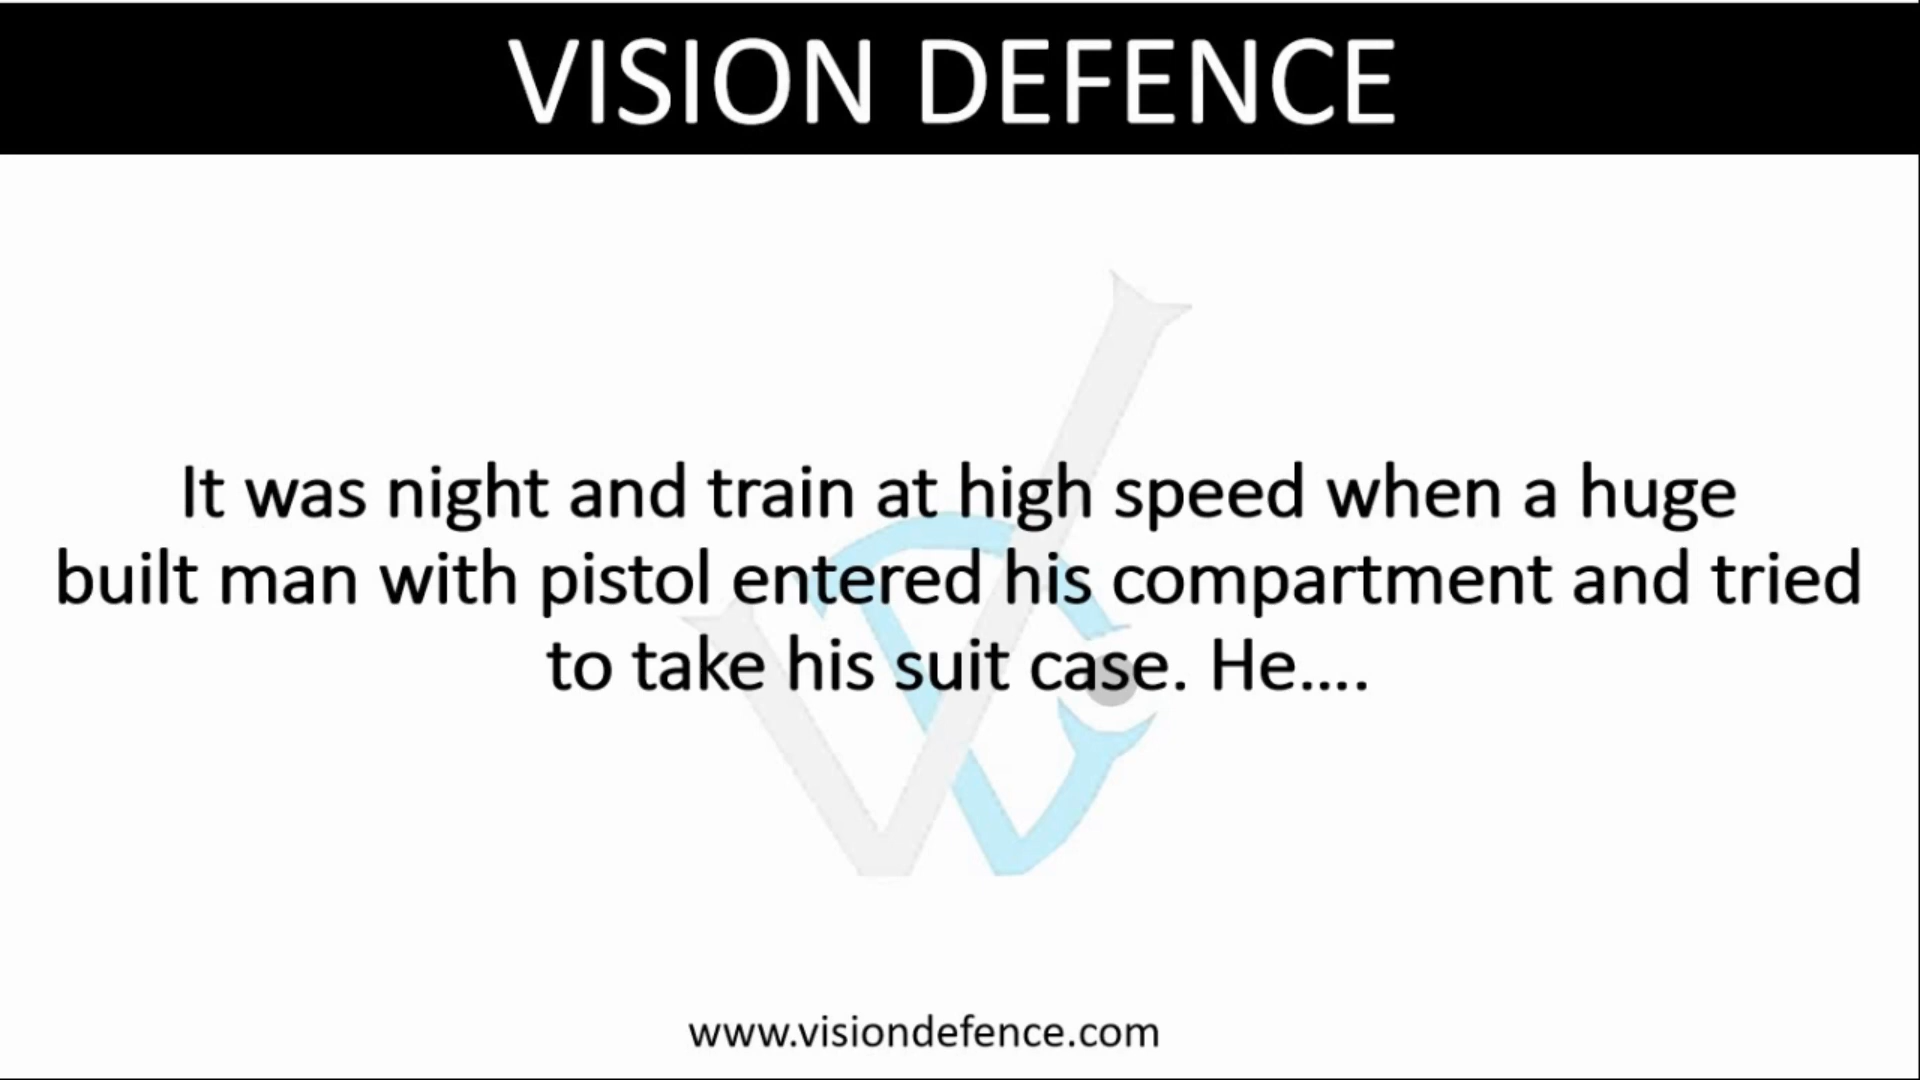 VISION DEFENCE
It was night and train at high speed when a huge
built man with pistol entered his compartment and tried
to take his suit case. He....
www.visiondefence.com